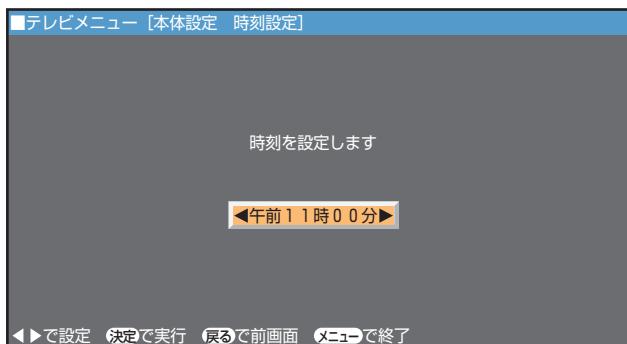 ■テレビメニュー［本体設定　時刻設定］
時刻を設定します
◀午前１１時００分▶
◀▶で設定　決定で実行　戻るで前画面　メニューで終了